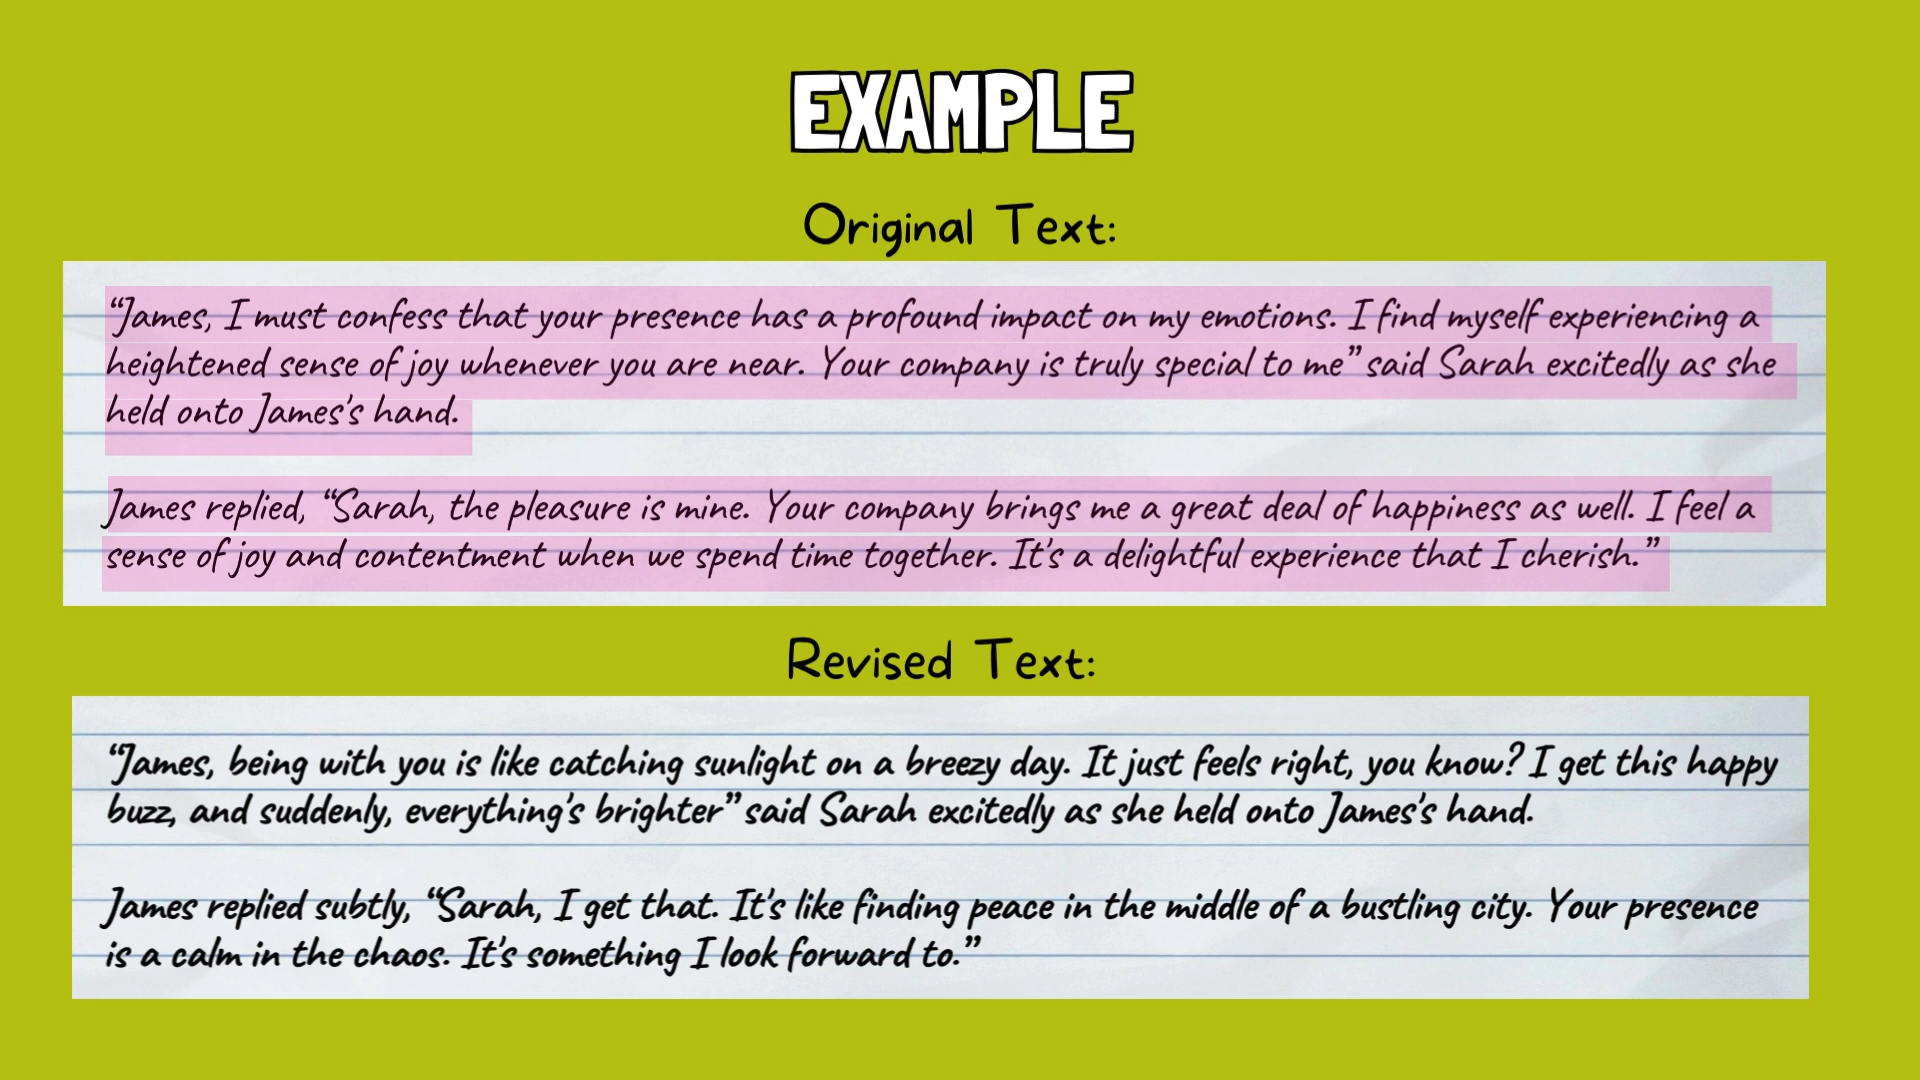 EXAMPLE
Original Text:
“James, I must confess that your presence has a profound impact on my emotions. I find myself experiencing a
heightened sense of joy whenever you are near. Your company is truly special to me” said Sarah excitedly as she
held onto James's hand.
James replied, “Sarah, the pleasure is mine. Your company brings me a great deal of happiness as well. I feel a
sense of joy and contentment when we spend time together. It's a delightful experience that I cherish.”
Revised Text:
“James, being with you is like catching sunlight on a breezy day. It just feels right, you know? I get this happy
buzz, and suddenly, everything's brighter” said Sarah excitedly as she held onto James's hand.
James replied subtly, “Sarah, I get that. It's like finding peace in the middle of a bustling city. Your presence
is a calm in the chaos. It's something I look forward to.”